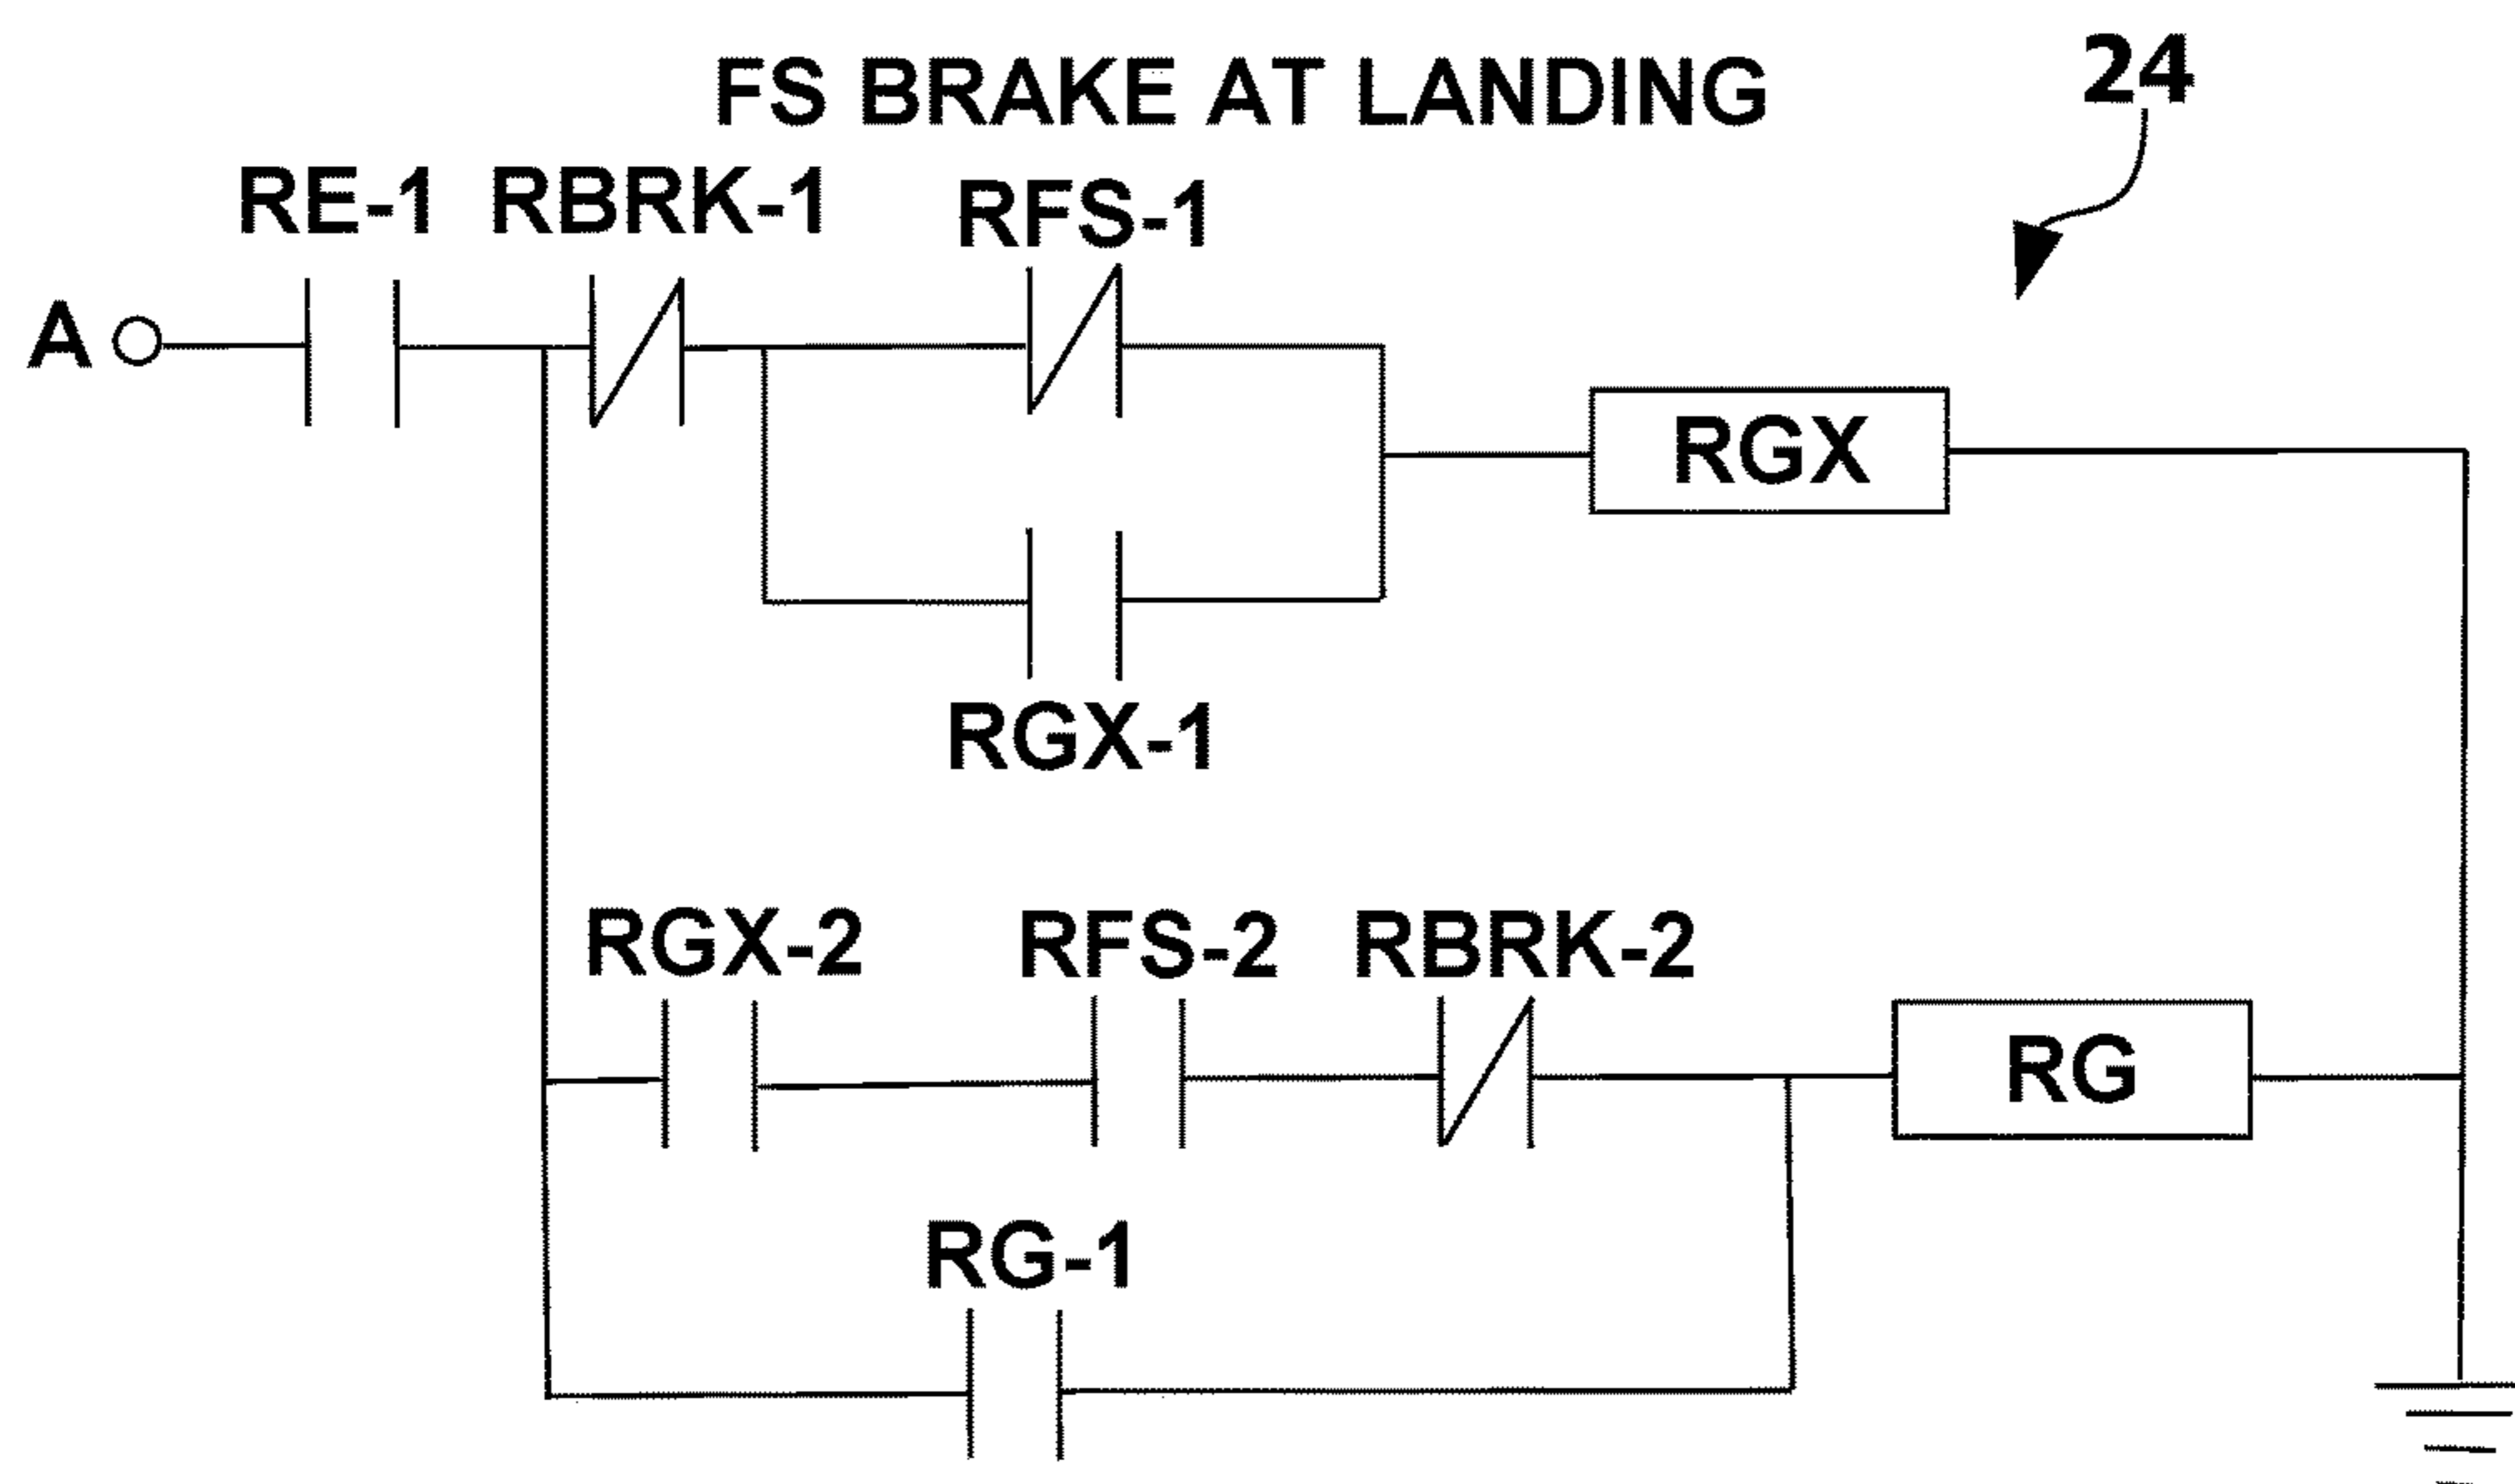 FS BRAKE AT LANDING
24
RE-1
RBRK-1
RFS-1
A
RGX
RGX-1
RGX-2
RFS-2
RBRK-2
RG
RG-1